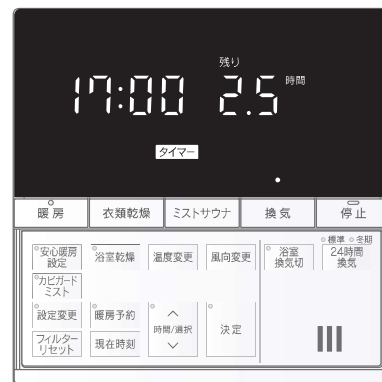 残り
17:00 2.5 時間
タイマー
暖房 衣類乾燥 ミストサウナ 換気 停止
標準 冬期
安心暖房 設定 浴室乾燥 温度変更 風向変更 浴室 換気切 24時間 換気
カビガード ミスト
設定変更 暖房予約 時間/選択 決定
フィルター リセット 現在時刻